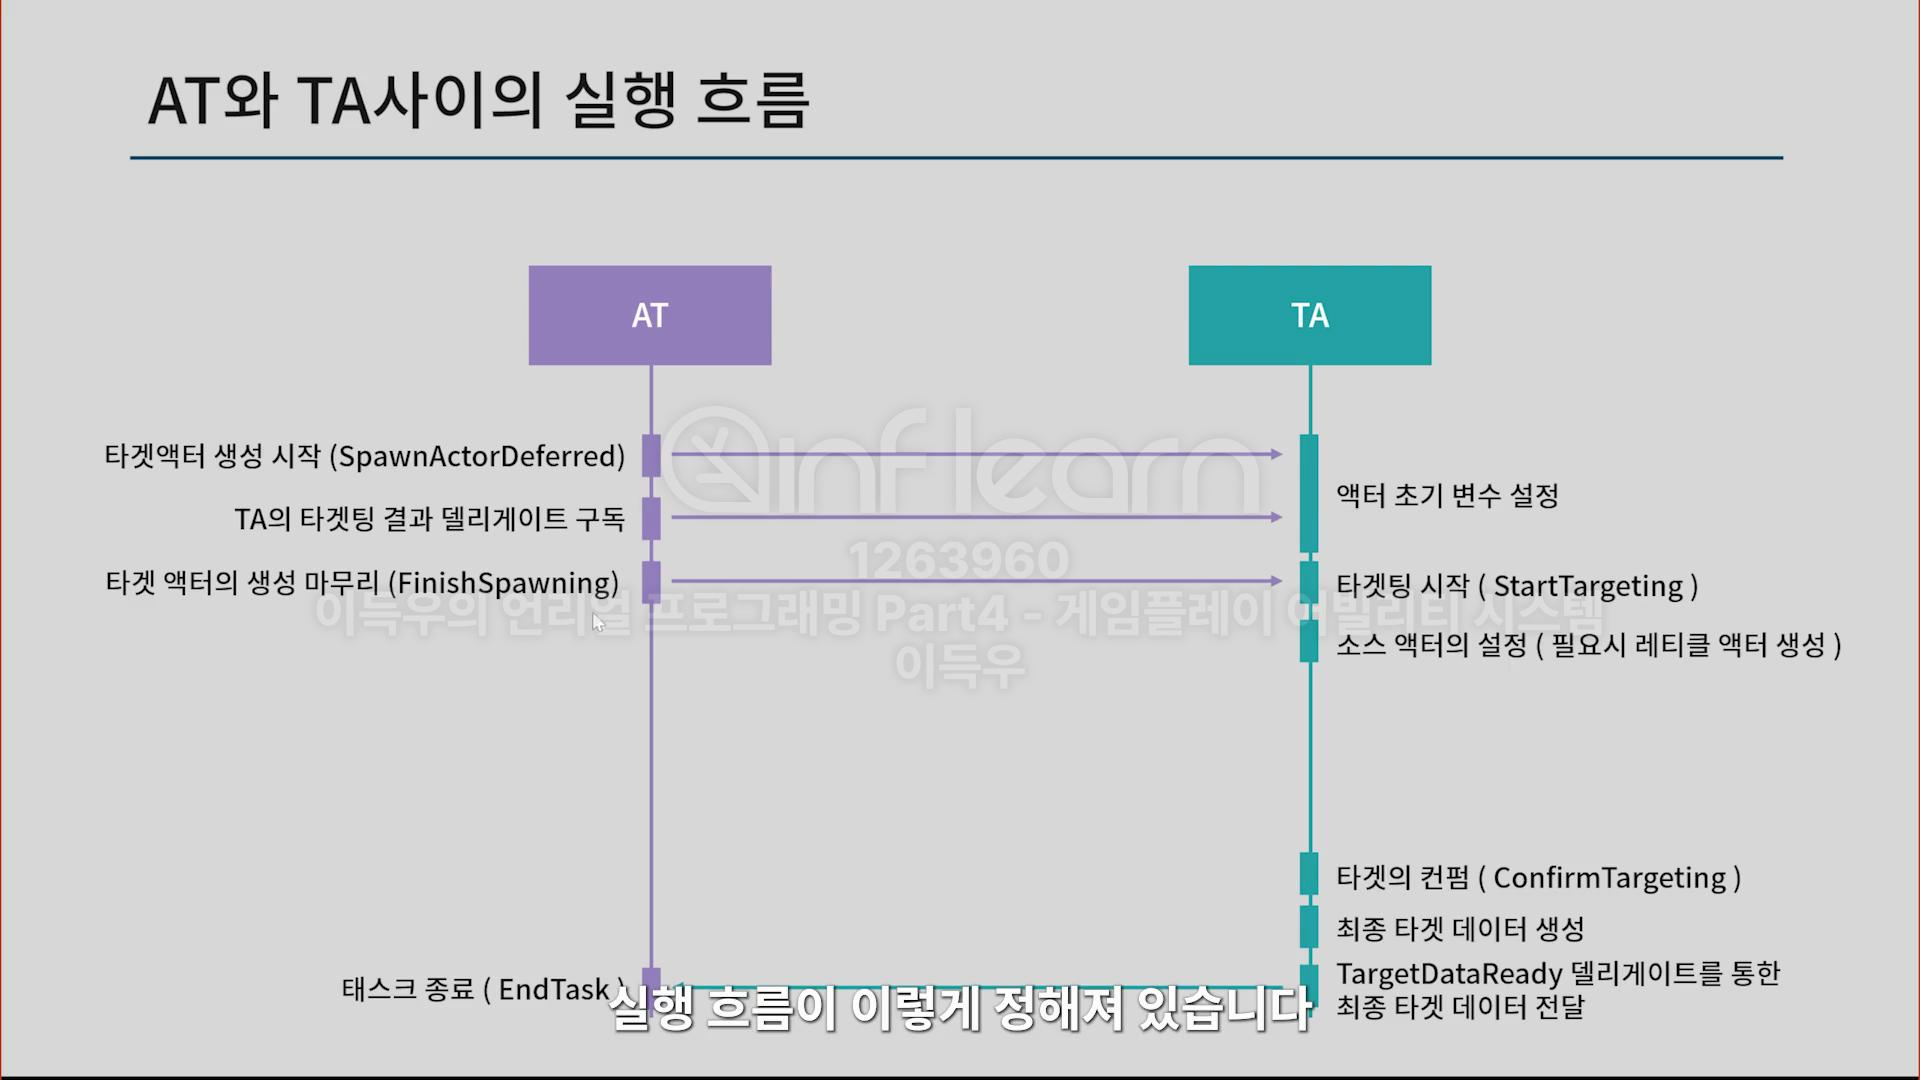 AT와 TA사이의 실행 흐름
AT
TA
타겟액터 생성 시작 (SpawnActorDeferred)
TA의 타겟팅 결과 델리게이트 구독
타겟 액터의 생성 마무리 (FinishSpawning)
액터 초기 변수 설정
타겟팅 시작 ( StartTargeting )
소스 액터의 설정 ( 필요시 레티클 액터 생성 )
inflearn
1263960
이득우의 언리얼 프로그래밍 Part4 - 게임플레이 어빌리티 시스템
이득우
타겟의 컨펌 ( ConfirmTargeting )
최종 타겟 데이터 생성
TargetDataReady 델리게이트를 통한
최종 타겟 데이터 전달
태스크 종료 ( EndTask )
실행 흐름이 이렇게 정해져 있습니다